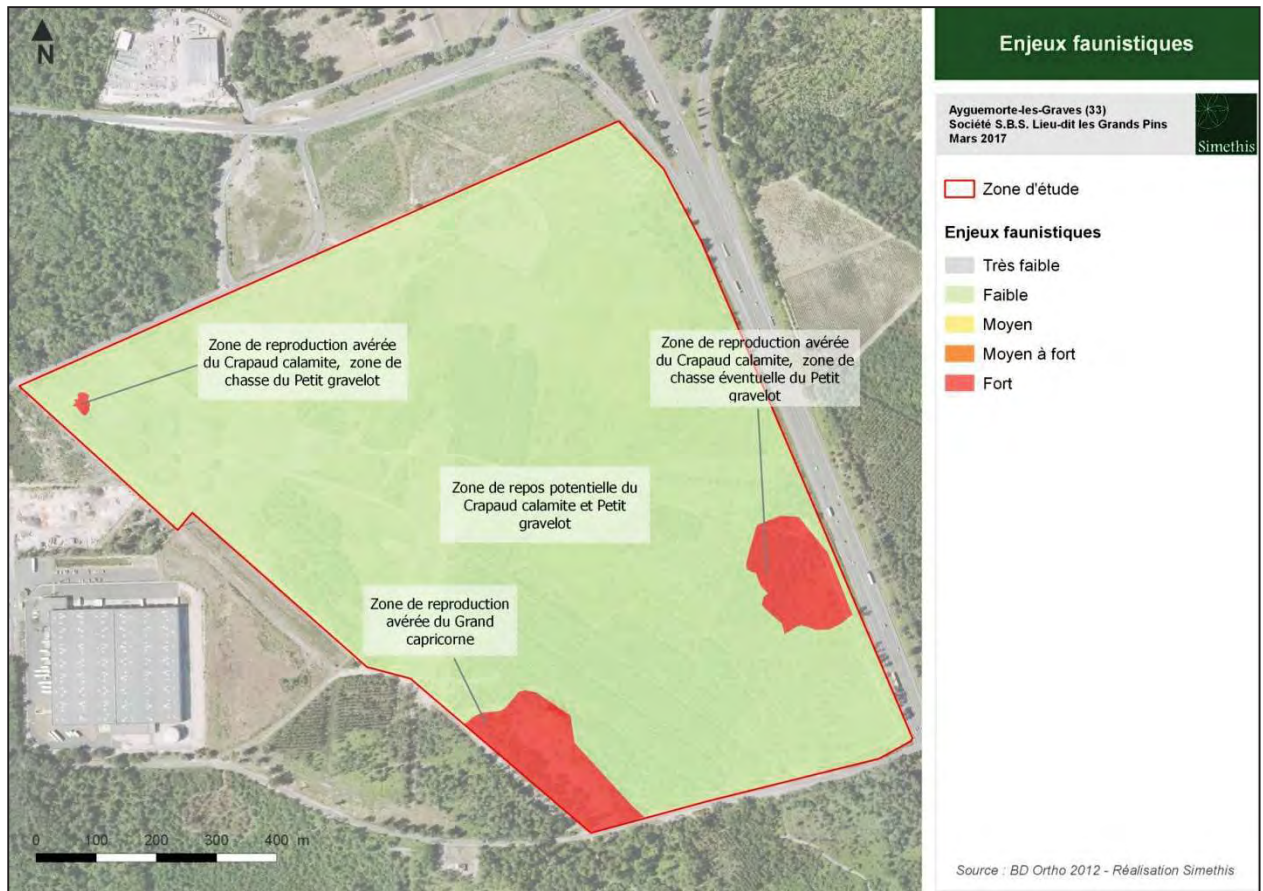 N
Zone de reproduction avérée
du Crapaud calamite, zone de
chasse du Petit gravelot
Zone de reproduction avérée
du Crapaud calamite, zone de
chasse éventuelle du Petit
gravelot
Zone de repos potentielle du
Crapaud calamite et Petit
gravelot
Zone de reproduction
avérée du Grand
capricorne
0 100 200 300 400 m
Enjeux faunistiques
Ayguemorte-les-Graves (33)
Société S.B.S. Lieu-dit les Grands Pins
Mars 2017
Simethis
Zone d'étude
Enjeux faunistiques
Très faible
Faible
Moyen
Moyen à fort
Fort
Source : BD Ortho 2012 - Réalisation Simethis